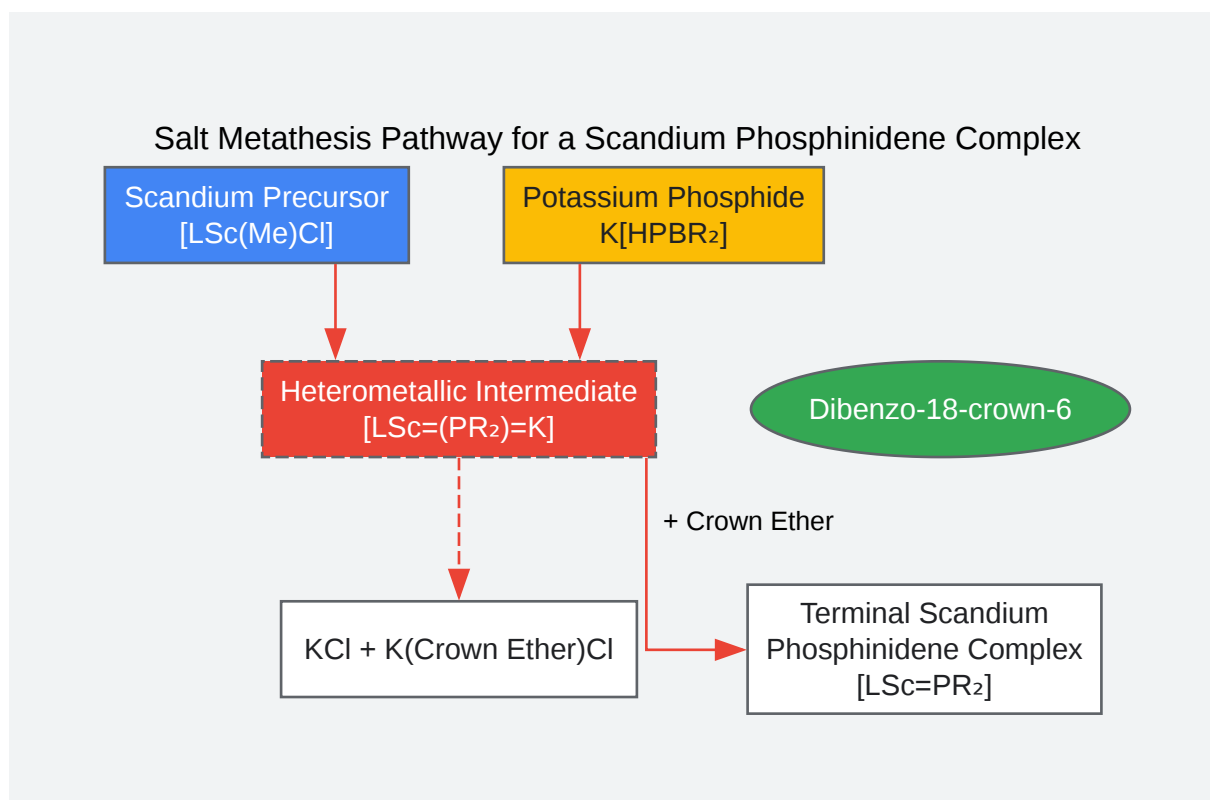 Salt Metathesis Pathway for a Scandium Phosphinidene Complex
Scandium Precursor
[LSc(Me)Cl]
Potassium Phosphide
K[HPBR₂]
Heterometallic Intermediate
[LSc=(PR₂)=K]
Dibenzo-18-crown-6
+ Crown Ether
KCl + K(Crown Ether)Cl
Terminal Scandium
Phosphinidene Complex
[LSc=PR₂]